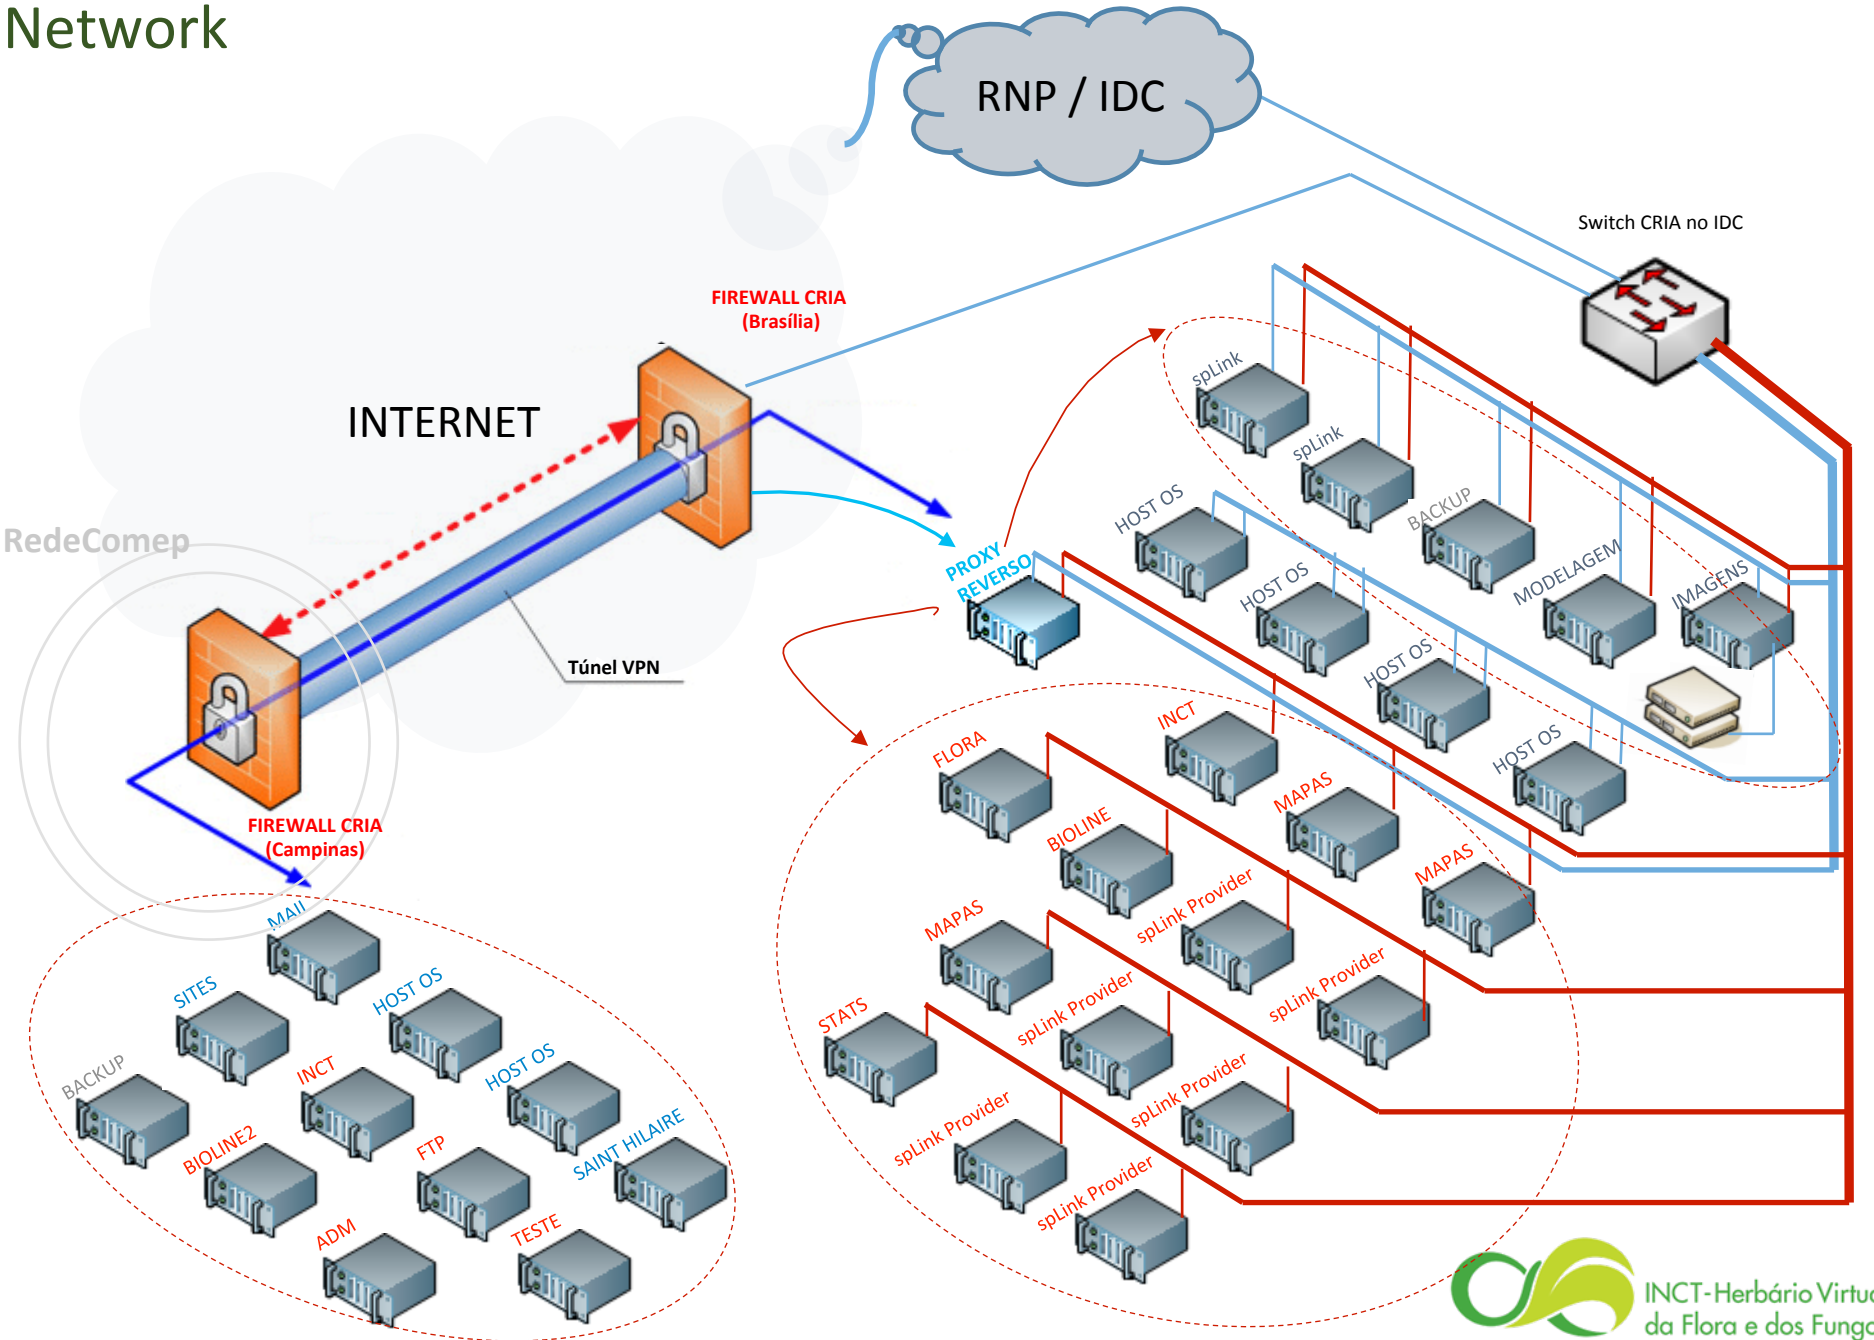 Network
RNP / IDC
Switch CRIA no IDC
FIREWALL CRIA
(Brasília)
INTERNET
spLink
spLink
BACKUP
MODELAGEM
IMAGENS
HOST OS
HOST OS
HOST OS
HOST OS
RedeComep
PROXY
REVERSO
Túnel VPN
FIREWALL CRIA
(Campinas)
INCT
MAPAS
MAPAS
FLORA
BIOLINE
spLink Provider
spLink Provider
MAPAS
spLink Provider
spLink Provider
STATS
spLink Provider
spLink Provider
MAIL
SITES
HOST OS
HOST OS
BACKUP
INCT
BIOLINE2
FTP
SAINT HILAIRE
ADM
TESTE
INCT-Herbário
da Flora e dos